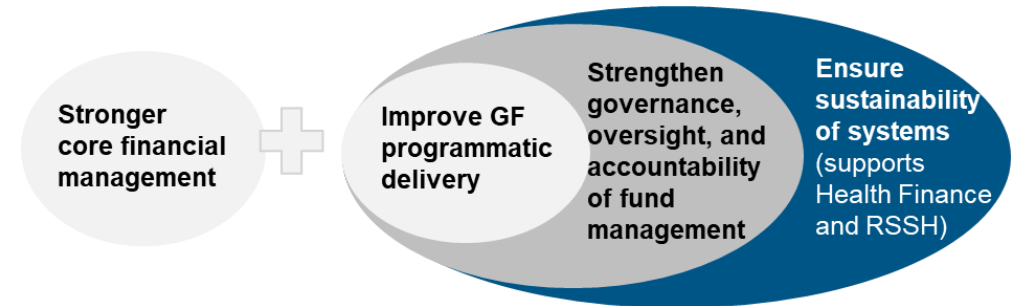 Stronger
core financial
management
Improve GF
programmatic
delivery
Strengthen
governance,
oversight, and
accountability
of fund
management
Ensure
sustainability
of systems
(supports
Health Finance
and RSSH)